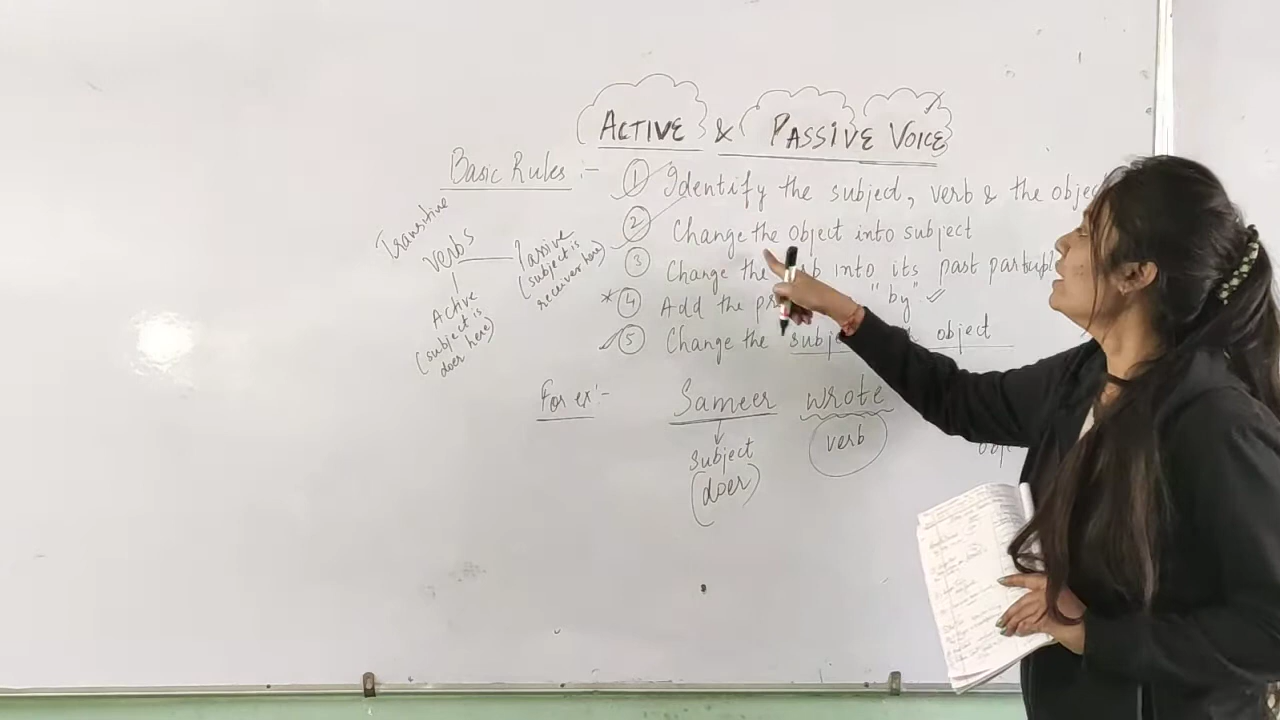 ACTIVE & PASSIVE VOICE
Basic Rules :- ① Identify the subject, verb & the objec
② Change the object into subject
③ Change the into its past participl
* ④ Add the "by".
⑤ Change the object
Transitive
verbs
Passive
(subject is
receiver here)
Active
(subject is
doer here)
For ex:- Sameer wrote
subject verb
(doer)